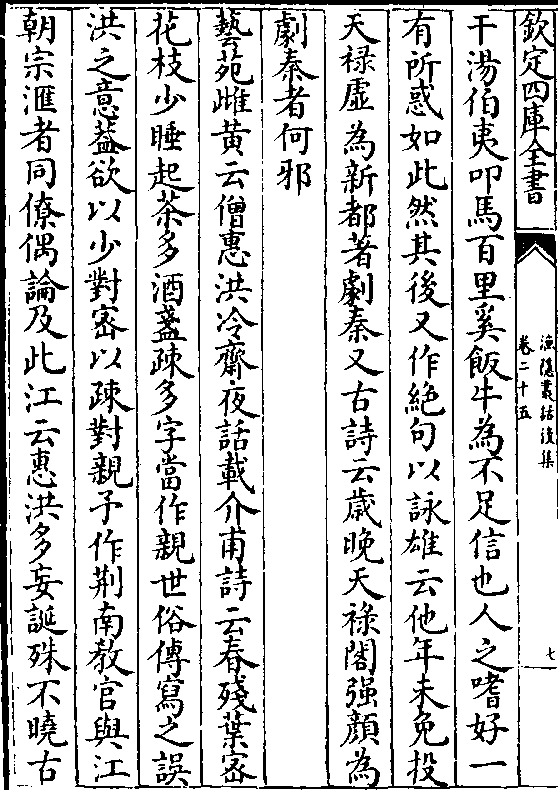 欽定四庫全書
漁隱叢話後集
卷二十五
七
干湯伯夷叩馬百里奚飯牛為不足信也人之嗜好一
有所惑如此然其後又作絶句以詠雄云他年未免投
天禄虛為新都著劇秦又古詩云歳晚天禄閣强顔為
劇秦者何邪
藝苑雌黄云僧惠洪冷齋夜話載介甫詩云春殘葉宻
花枝少睡起茶多酒盞疎多字當作親世俗傳寫之誤
洪之意葢欲以少對宻以疎對親予作荆南教官與江
朝宗滙者同僚偶論及此江云惠洪多妄誕殊不曉古